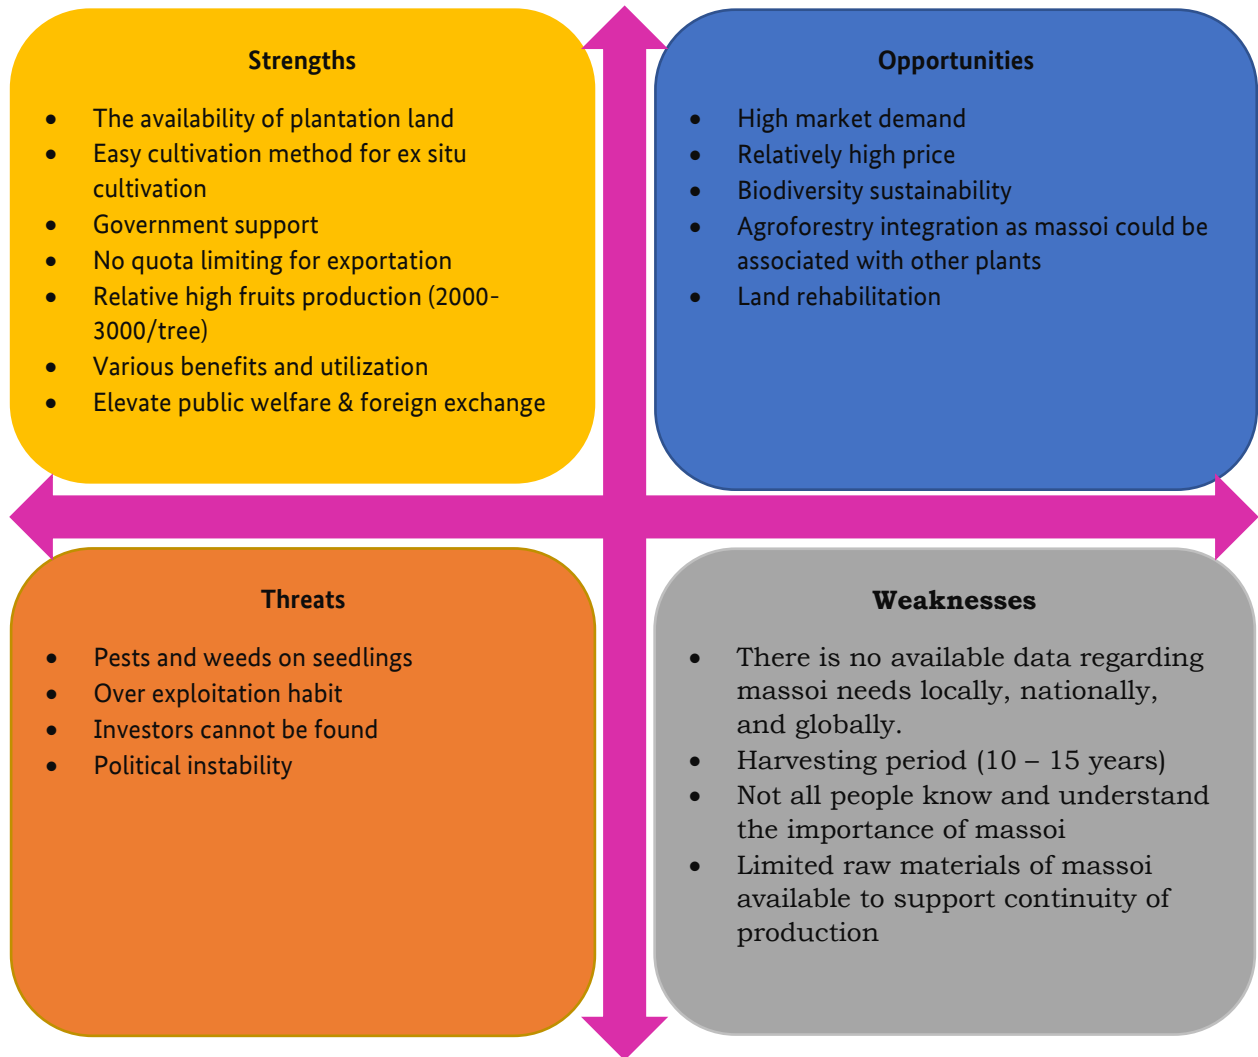 Strengths
• The availability of plantation land
• Easy cultivation method for ex situ
cultivation
• Government support
• No quota limiting for exportation
• Relative high fruits production (2000-
3000/tree)
• Various benefits and utilization
• Elevate public welfare & foreign exchange
Opportunities
• High market demand
• Relatively high price
• Biodiversity sustainability
• Agroforestry integration as massoi could be
associated with other plants
• Land rehabilitation
Threats
• Pests and weeds on seedlings
• Over exploitation habit
• Investors cannot be found
• Political instability
Weaknesses
• There is no available data regarding
massoi needs locally, nationally,
and globally.
• Harvesting period (10 – 15 years)
• Not all people know and understand
the importance of massoi
• Limited raw materials of massoi
available to support continuity of
production